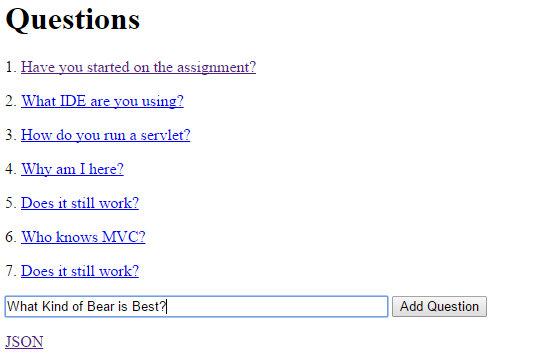 Questions
1. Have you started on the assignment?
2. What IDE are you using?
3. How do you run a servlet?
4. Why am I here?
5. Does it still work?
6. Who knows MVC?
7. Does it still work?
What Kind of Bear is Best? Add Question
JSON